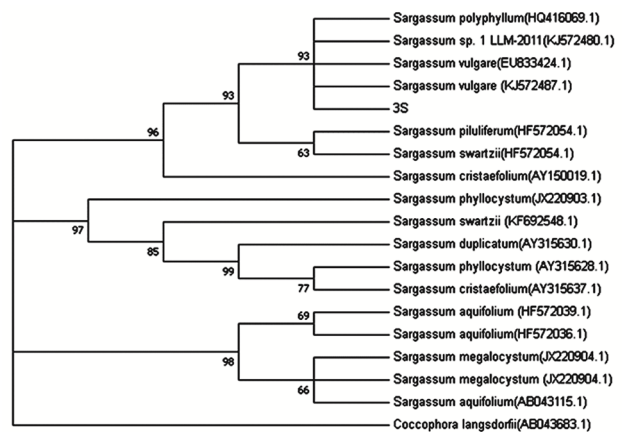 Sargassum polyphyllum(HQ416069.1)
Sargassum sp. 1 LLM-2011(KJ572480.1)
93
Sargassum vulgare(EU833424.1)
Sargassum vulgare (KJ572487.1)
93
3S
96
Sargassum piluliferum(HF572054.1)
63
Sargassum swartzii(HF572054.1)
Sargassum cristaefolium(AY150019.1)
Sargassum phyllocystum(JX220903.1)
97
Sargassum swartzii (KF692548.1)
85
Sargassum duplicatum(AY315630.1)
99
Sargassum phyllocystum (AY315628.1)
77
Sargassum cristaefolium(AY315637.1)
69
Sargassum aquifolium (HF572039.1)
Sargassum aquifolium(HF572036.1)
98
Sargassum megalocystum(JX220904.1)
Sargassum megalocystum (JX220904.1)
66
Sargassum aquifolium(AB043115.1)
Coccophora langsdorfii(AB043683.1)